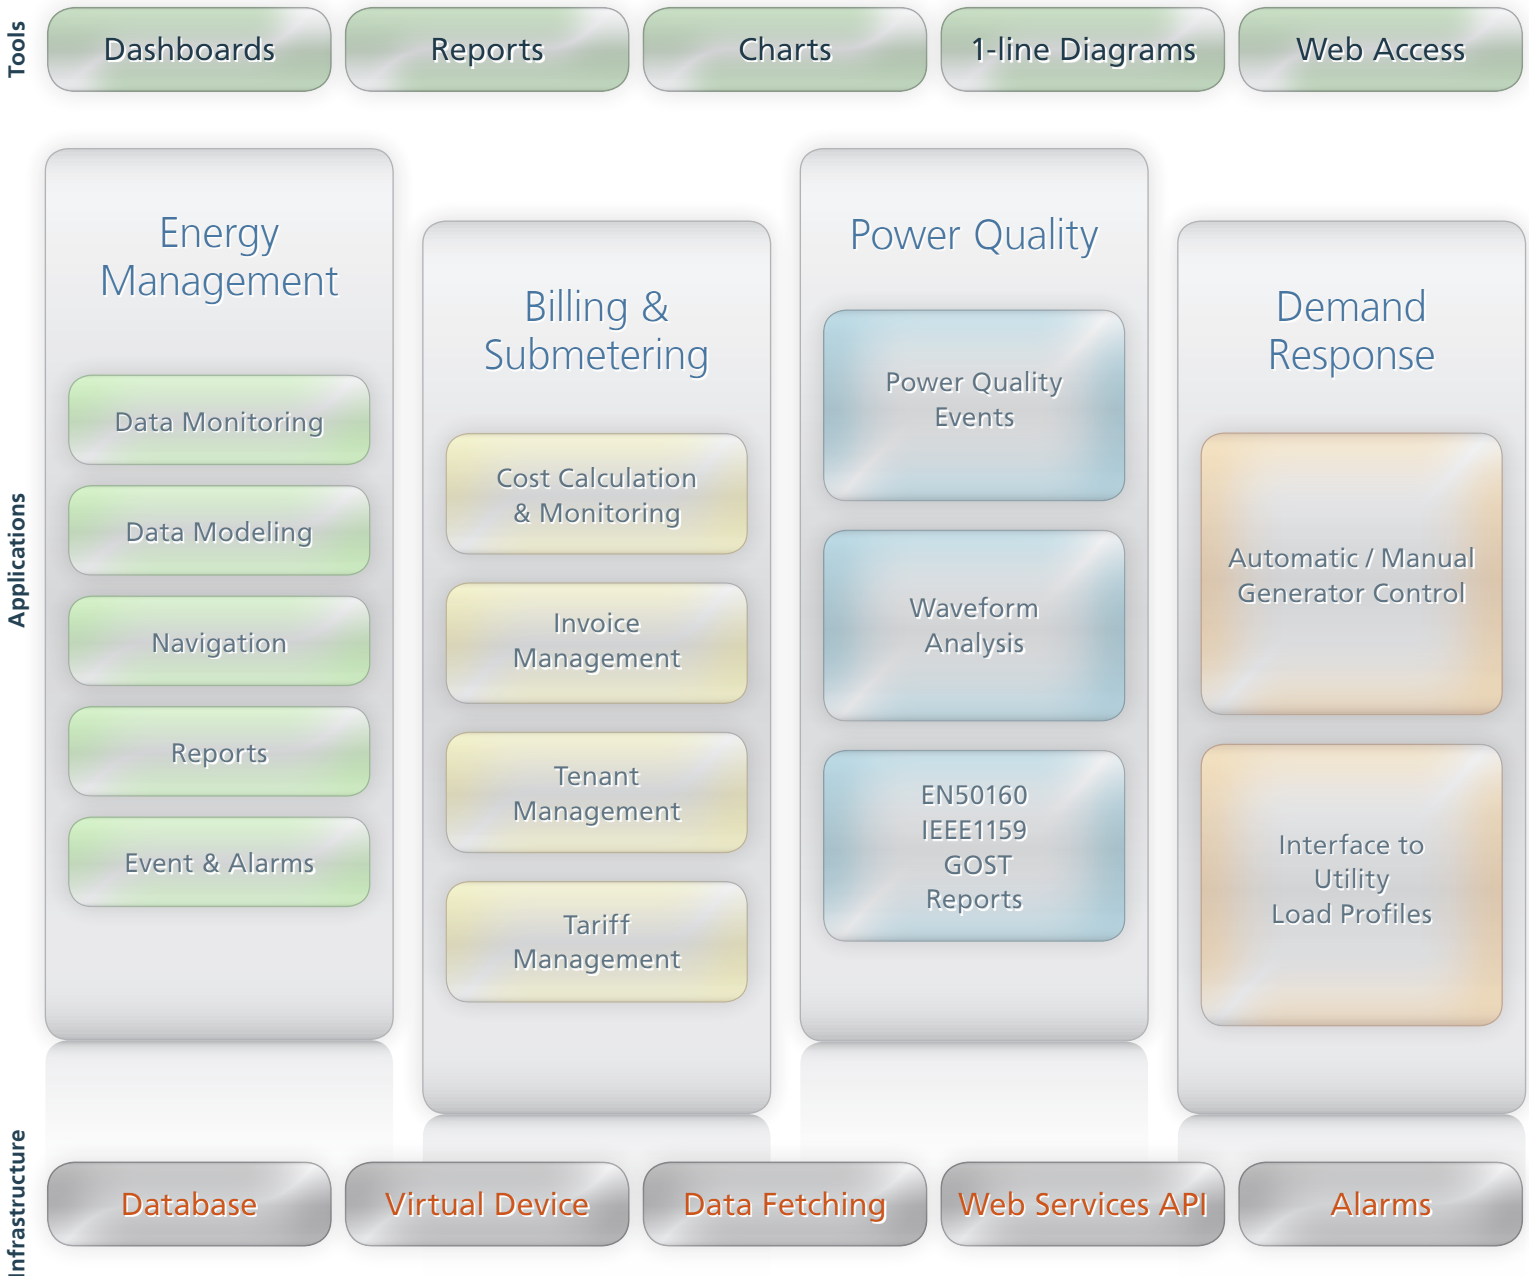 Tools
Dashboards
Reports
Charts
1-line Diagrams
Web Access
Applications
Energy
Management
Data Monitoring
Data Modeling
Navigation
Reports
Event & Alarms
Billing &
Submetering
Cost Calculation
& Monitoring
Invoice
Management
Tenant
Management
Tariff
Management
Power Quality
Power Quality
Events
Waveform
Analysis
EN50160
IEEE1159
GOST
Reports
Demand
Response
Automatic / Manual
Generator Control
Interface to
Utility
Load Profiles
Infrastructure
Database
Virtual Device
Data Fetching
Web Services API
Alarms